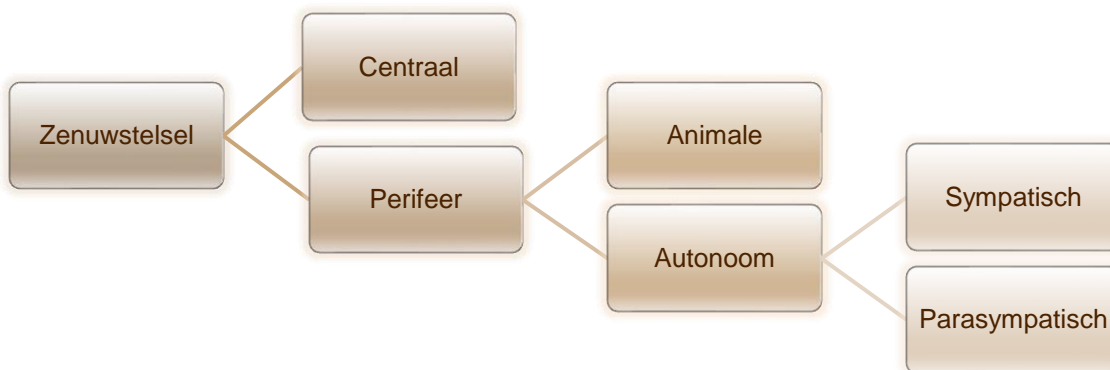 Zenuwstelsel
Centraal
Perifeer
Animale
Autonoom
Sympatisch
Parasympatisch